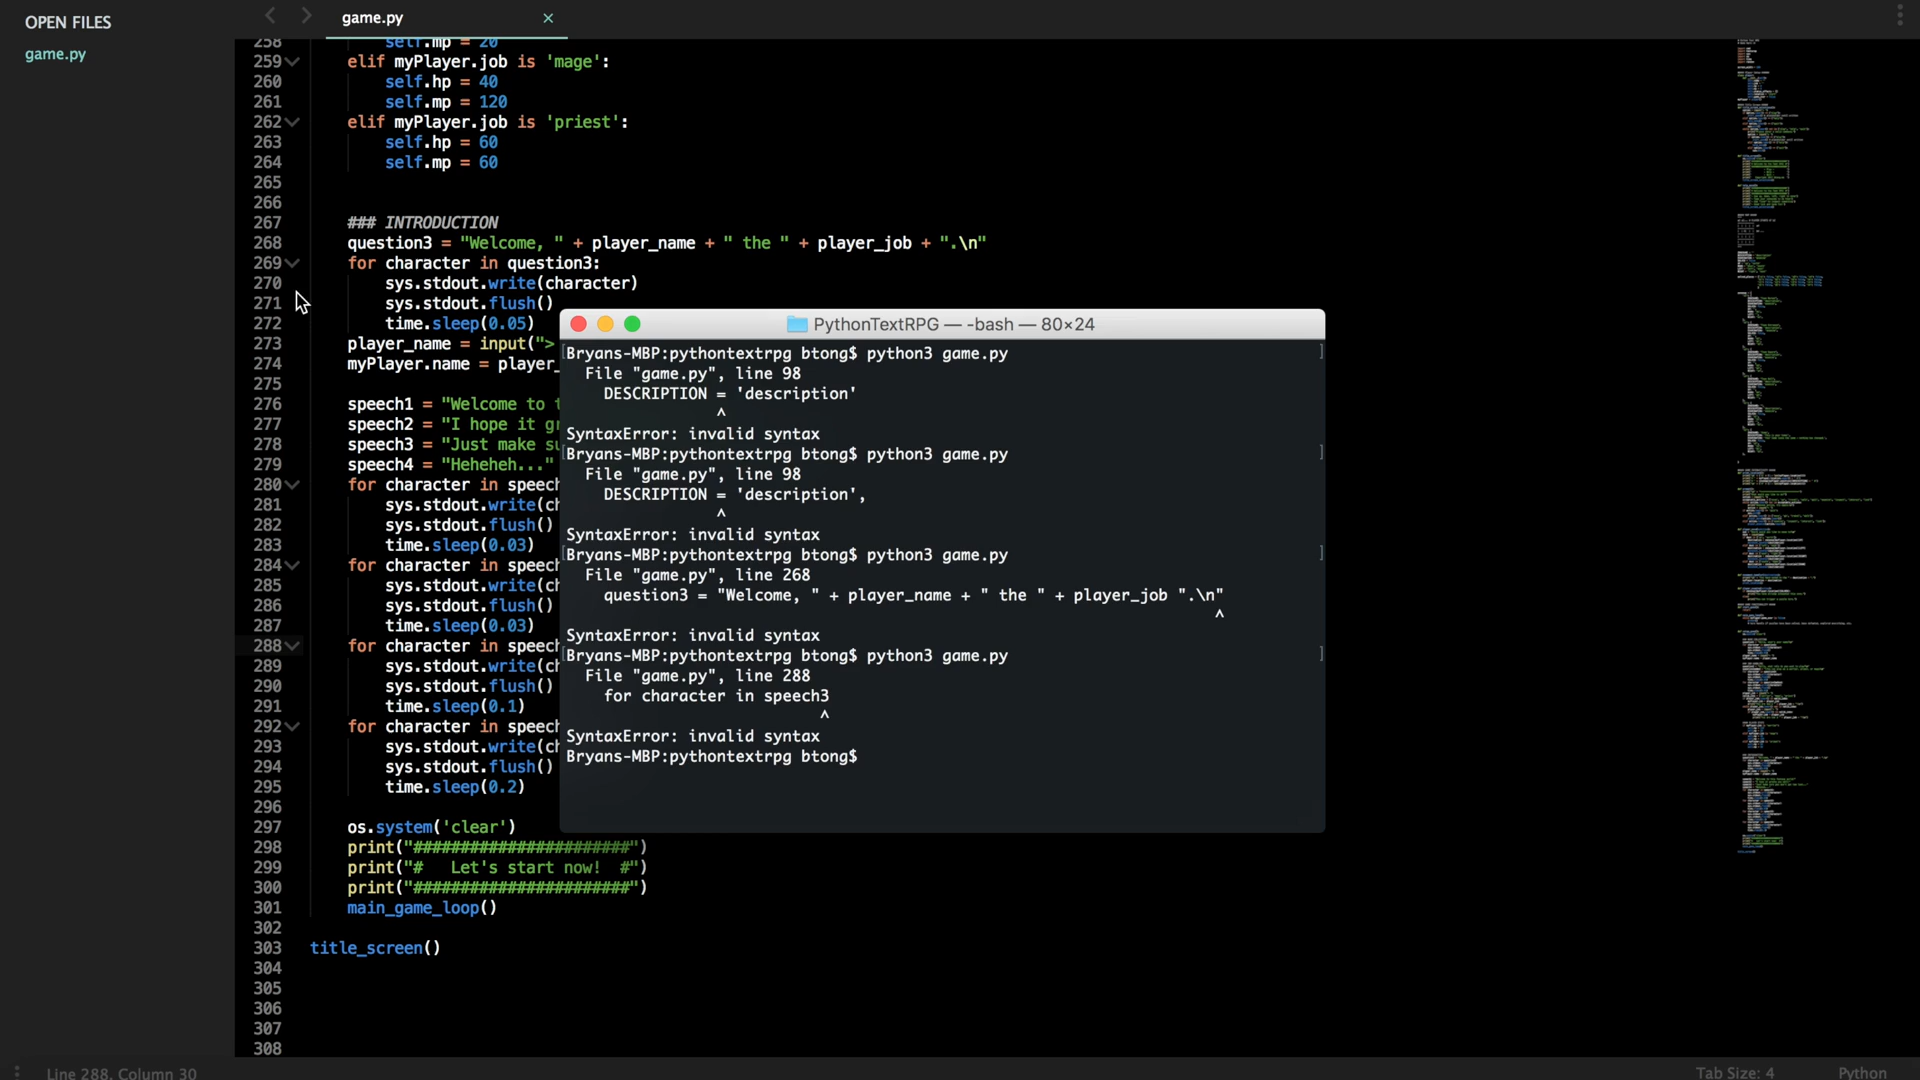 OPEN FILES
game.py
game.py
258 self.mp = 20
259 elif myPlayer.job is 'mage':
260 self.hp = 40
261 self.mp = 120
262 elif myPlayer.job is 'priest':
263 self.hp = 60
264 self.mp = 60
265
266
267 ### INTRODUCTION
268 question3 = "Welcome, " + player_name + " the " + player_job + ".\n"
269 for character in question3:
270 sys.stdout.write(character)
271 sys.stdout.flush()
272 time.sleep(0.05)
273 player_name = input(">
274 myPlayer.name = player_
275
276 speech1 = "Welcome to
277 speech2 = "I hope it gr
278 speech3 = "Just make su
279 speech4 = "Heheheh..."
280 for character in speech
281 sys.stdout.write(ch
282 sys.stdout.flush()
283 time.sleep(0.03)
284 for character in speech
285 sys.stdout.write(ch
286 sys.stdout.flush()
287 time.sleep(0.03)
288 for character in speech
289 sys.stdout.write(ch
290 sys.stdout.flush()
291 time.sleep(0.1)
292 for character in speech
293 sys.stdout.write(ch
294 sys.stdout.flush()
295 time.sleep(0.2)
296
297 os.system('clear')
298 print("#######################")
299 print("#   Let's start now!  #")
300 print("#######################")
301 main_game_loop()
302
303 title_screen()
304
305
306
307
308
PythonTextRPG — -bash — 80×24
Bryans-MBP:pythontextrpg btong$ python3 game.py
File "game.py", line 98
DESCRIPTION = 'description'
^
SyntaxError: invalid syntax
Bryans-MBP:pythontextrpg btong$ python3 game.py
File "game.py", line 98
DESCRIPTION = 'description',
^
SyntaxError: invalid syntax
Bryans-MBP:pythontextrpg btong$ python3 game.py
File "game.py", line 268
question3 = "Welcome, " + player_name + " the " + player_job ".\n"
^
SyntaxError: invalid syntax
Bryans-MBP:pythontextrpg btong$ python3 game.py
File "game.py", line 288
for character in speech3
^
SyntaxError: invalid syntax
Bryans-MBP:pythontextrpg btong$
Line 288, Column 30
Tab Size: 4
Python